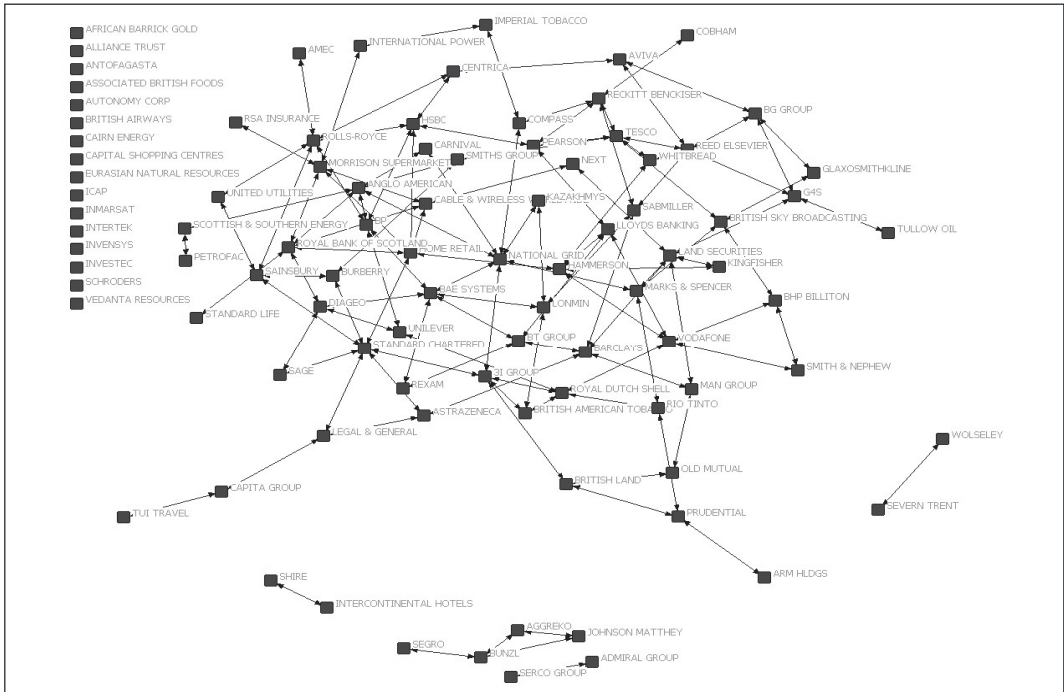 AFRICAN BARRICK GOLD
ALLIANCE TRUST
ANTOFAGASTA
ASSOCIATED BRITISH FOODS
AUTONOMY CORP
BRITISH AIRWAYS
CAIRN ENERGY
CAPITAL SHOPPING CENTRES
EURASIAN NATURAL RESOURCES
ICAP
INMARSAT
INTERTEK
INVENSYS
INVESTEC
SCHRODERS
VEDANTA RESOURCES
IMPERIAL TOBACCO
COBHAM
INTERNATIONAL POWER
AMEC
AVIVA
CENTRICA
RECKITT BENCKISER
BG GROUP
RSA INSURANCE
HSBC
COMPASS
ROLLS-ROYCE
TESCO
CARNIVAL
PEARSON
REED ELSEVIER
SMITHS GROUP
MORRISON SUPERMARKET
NEXT
WHITBREAD
GLAXOSMITHKLINE
ANGLO AMERICAN
UNITED UTILITIES
CABLE & WIRELESS
KAZAKHMYS
G4S
SABMILLER
BP
SCOTTISH & SOUTHERN ENERGY
LLOYDS BANKING
BRITISH SKY BROADCASTING
TULLOW OIL
ROYAL BANK OF SCOTLAND
PETROFAC
HOME RETAIL
NATIONAL GRID
LAND SECURITIES
HAMMERSON
KINGFISHER
SAINSBURY
BURBERRY
BAE SYSTEMS
MARKS & SPENCER
BHP BILLITON
DIAGEO
LONMIN
STANDARD LIFE
UNILEVER
BT GROUP
VODAFONE
STANDARD CHARTERED
BARCLAYS
SAGE
3I GROUP
SMITH & NEPHEW
REXAM
ROYAL DUTCH SHELL
MAN GROUP
ASTRAZENECA
BRITISH AMERICAN TOBACCO
RIO TINTO
LEGAL & GENERAL
WOLSELEY
OLD MUTUAL
BRITISH LAND
CAPITA GROUP
SEVERN TRENT
TUI TRAVEL
PRUDENTIAL
ARM HLDGS
SHIRE
INTERCONTINENTAL HOTELS
AGGREKO
JOHNSON MATTHEY
SEGRO
BUNZL
ADMIRAL GROUP
SERCO GROUP